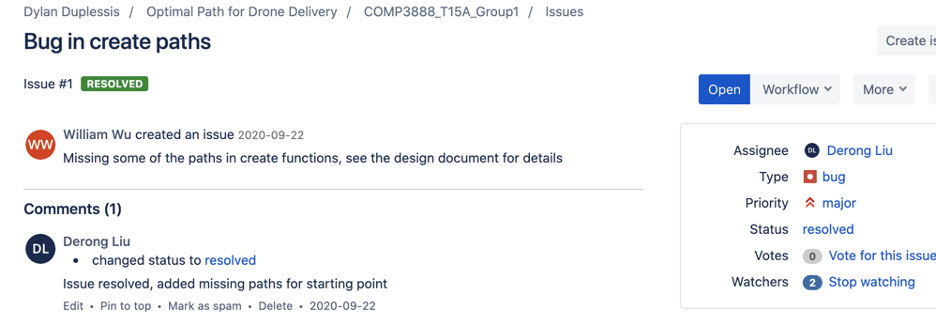 Dylan Duplessis / Optimal Path for Drone Delivery / COMP3888_T15A_Group1 / Issues
Bug in create paths
Create is
Issue #1 RESOLVED
Open Workflow More
WW William Wu created an issue 2020-09-22
Missing some of the paths in create functions, see the design document for details
Assignee DL Derong Liu
Type bug
Priority major
Status resolved
Votes 0 Vote for this issue
Watchers 2 Stop watching
Comments (1)
DL Derong Liu
• changed status to resolved
Issue resolved, added missing paths for starting point
Edit • Pin to top • Mark as spam • Delete • 2020-09-22